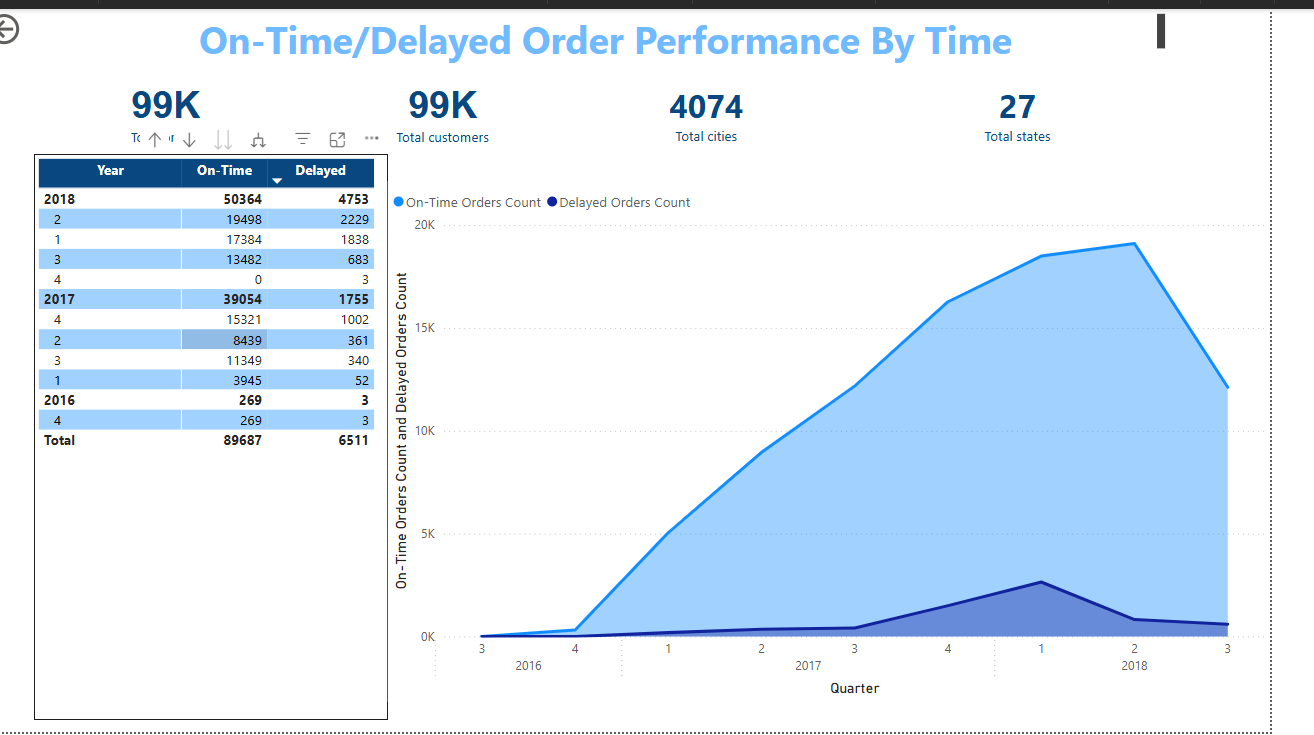 On-Time/Delayed Order Performance By Time
99K 99K 4074 27
Total customers Total cities Total states
Year On-Time Delayed
2018 50364 4753
2 19498 2229
1 17384 1838
3 13482 683
4 0 3
2017 39054 1755
4 15321 1002
2 8439 361
3 11349 340
1 3945 52
2016 269 3
4 269 3
Total 89687 6511
On-Time Orders Count Delayed Orders Count
On-Time Orders Count and Delayed Orders Count
20K
15K
10K
5K
0K
3 4 1 2 3 4 1 2 3
2016 2017 2018
Quarter